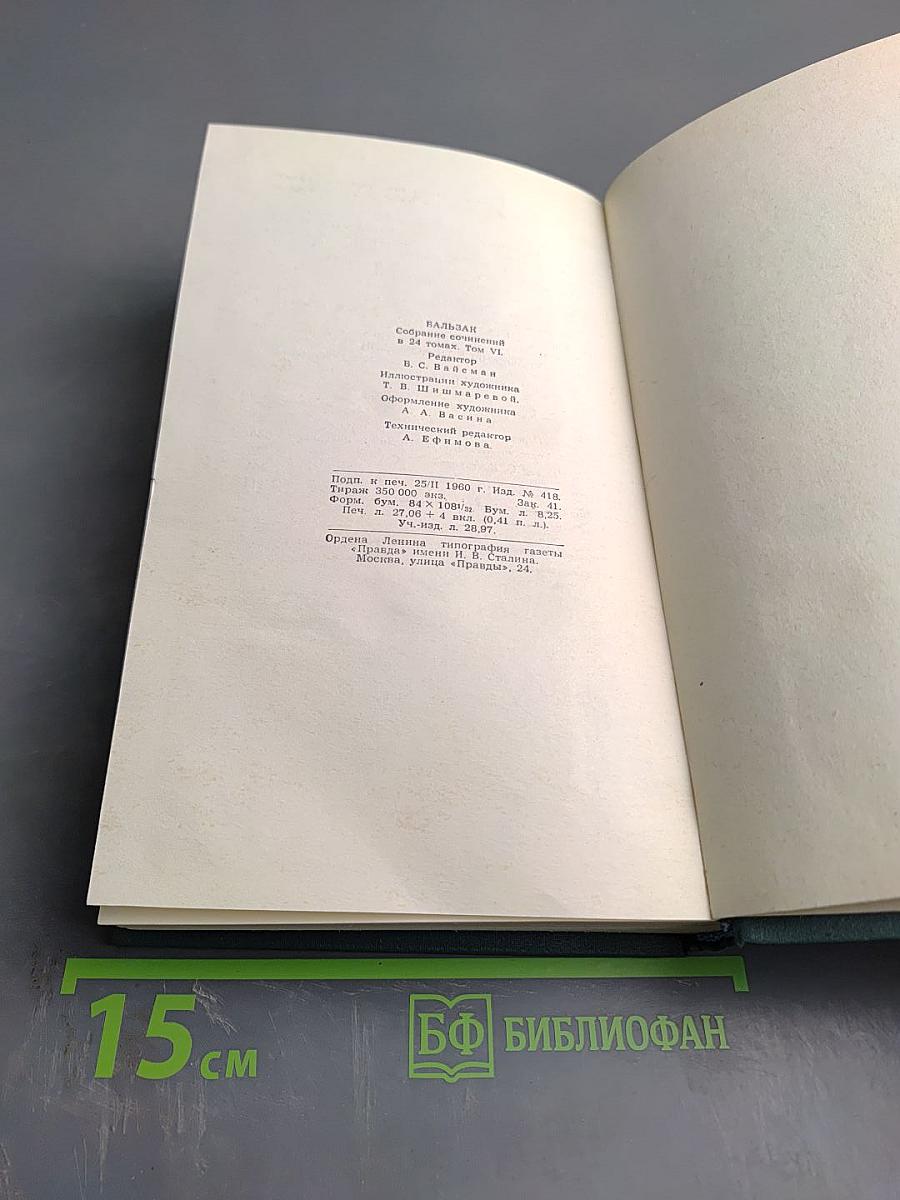 БАЛЬЗАК
Собрание сочинений
в 24 томах. Том VI.
Редактор
В. С. Вайсман
Иллюстрации художника
Т. В. Шишмаревой.
Оформление художника
А. А. Васина
Технический редактор
А. Ефимова.
Подп. к печ. 25/II 1960 г. Изд. № 418.
Тираж 350 000 экз. Зак. 41.
Форм. бум. 84 × 108¹/₃₂. Бум. л. 8,25.
Печ. л. 27,06 + 4 вкл. (0,41 п. л.).
Уч.-изд. л. 28,97.
Ордена Ленина типография газеты
«Правда» имени И. В. Сталина.
Москва, улица «Правды», 24.
15 см
БФ БИБЛИОФАН